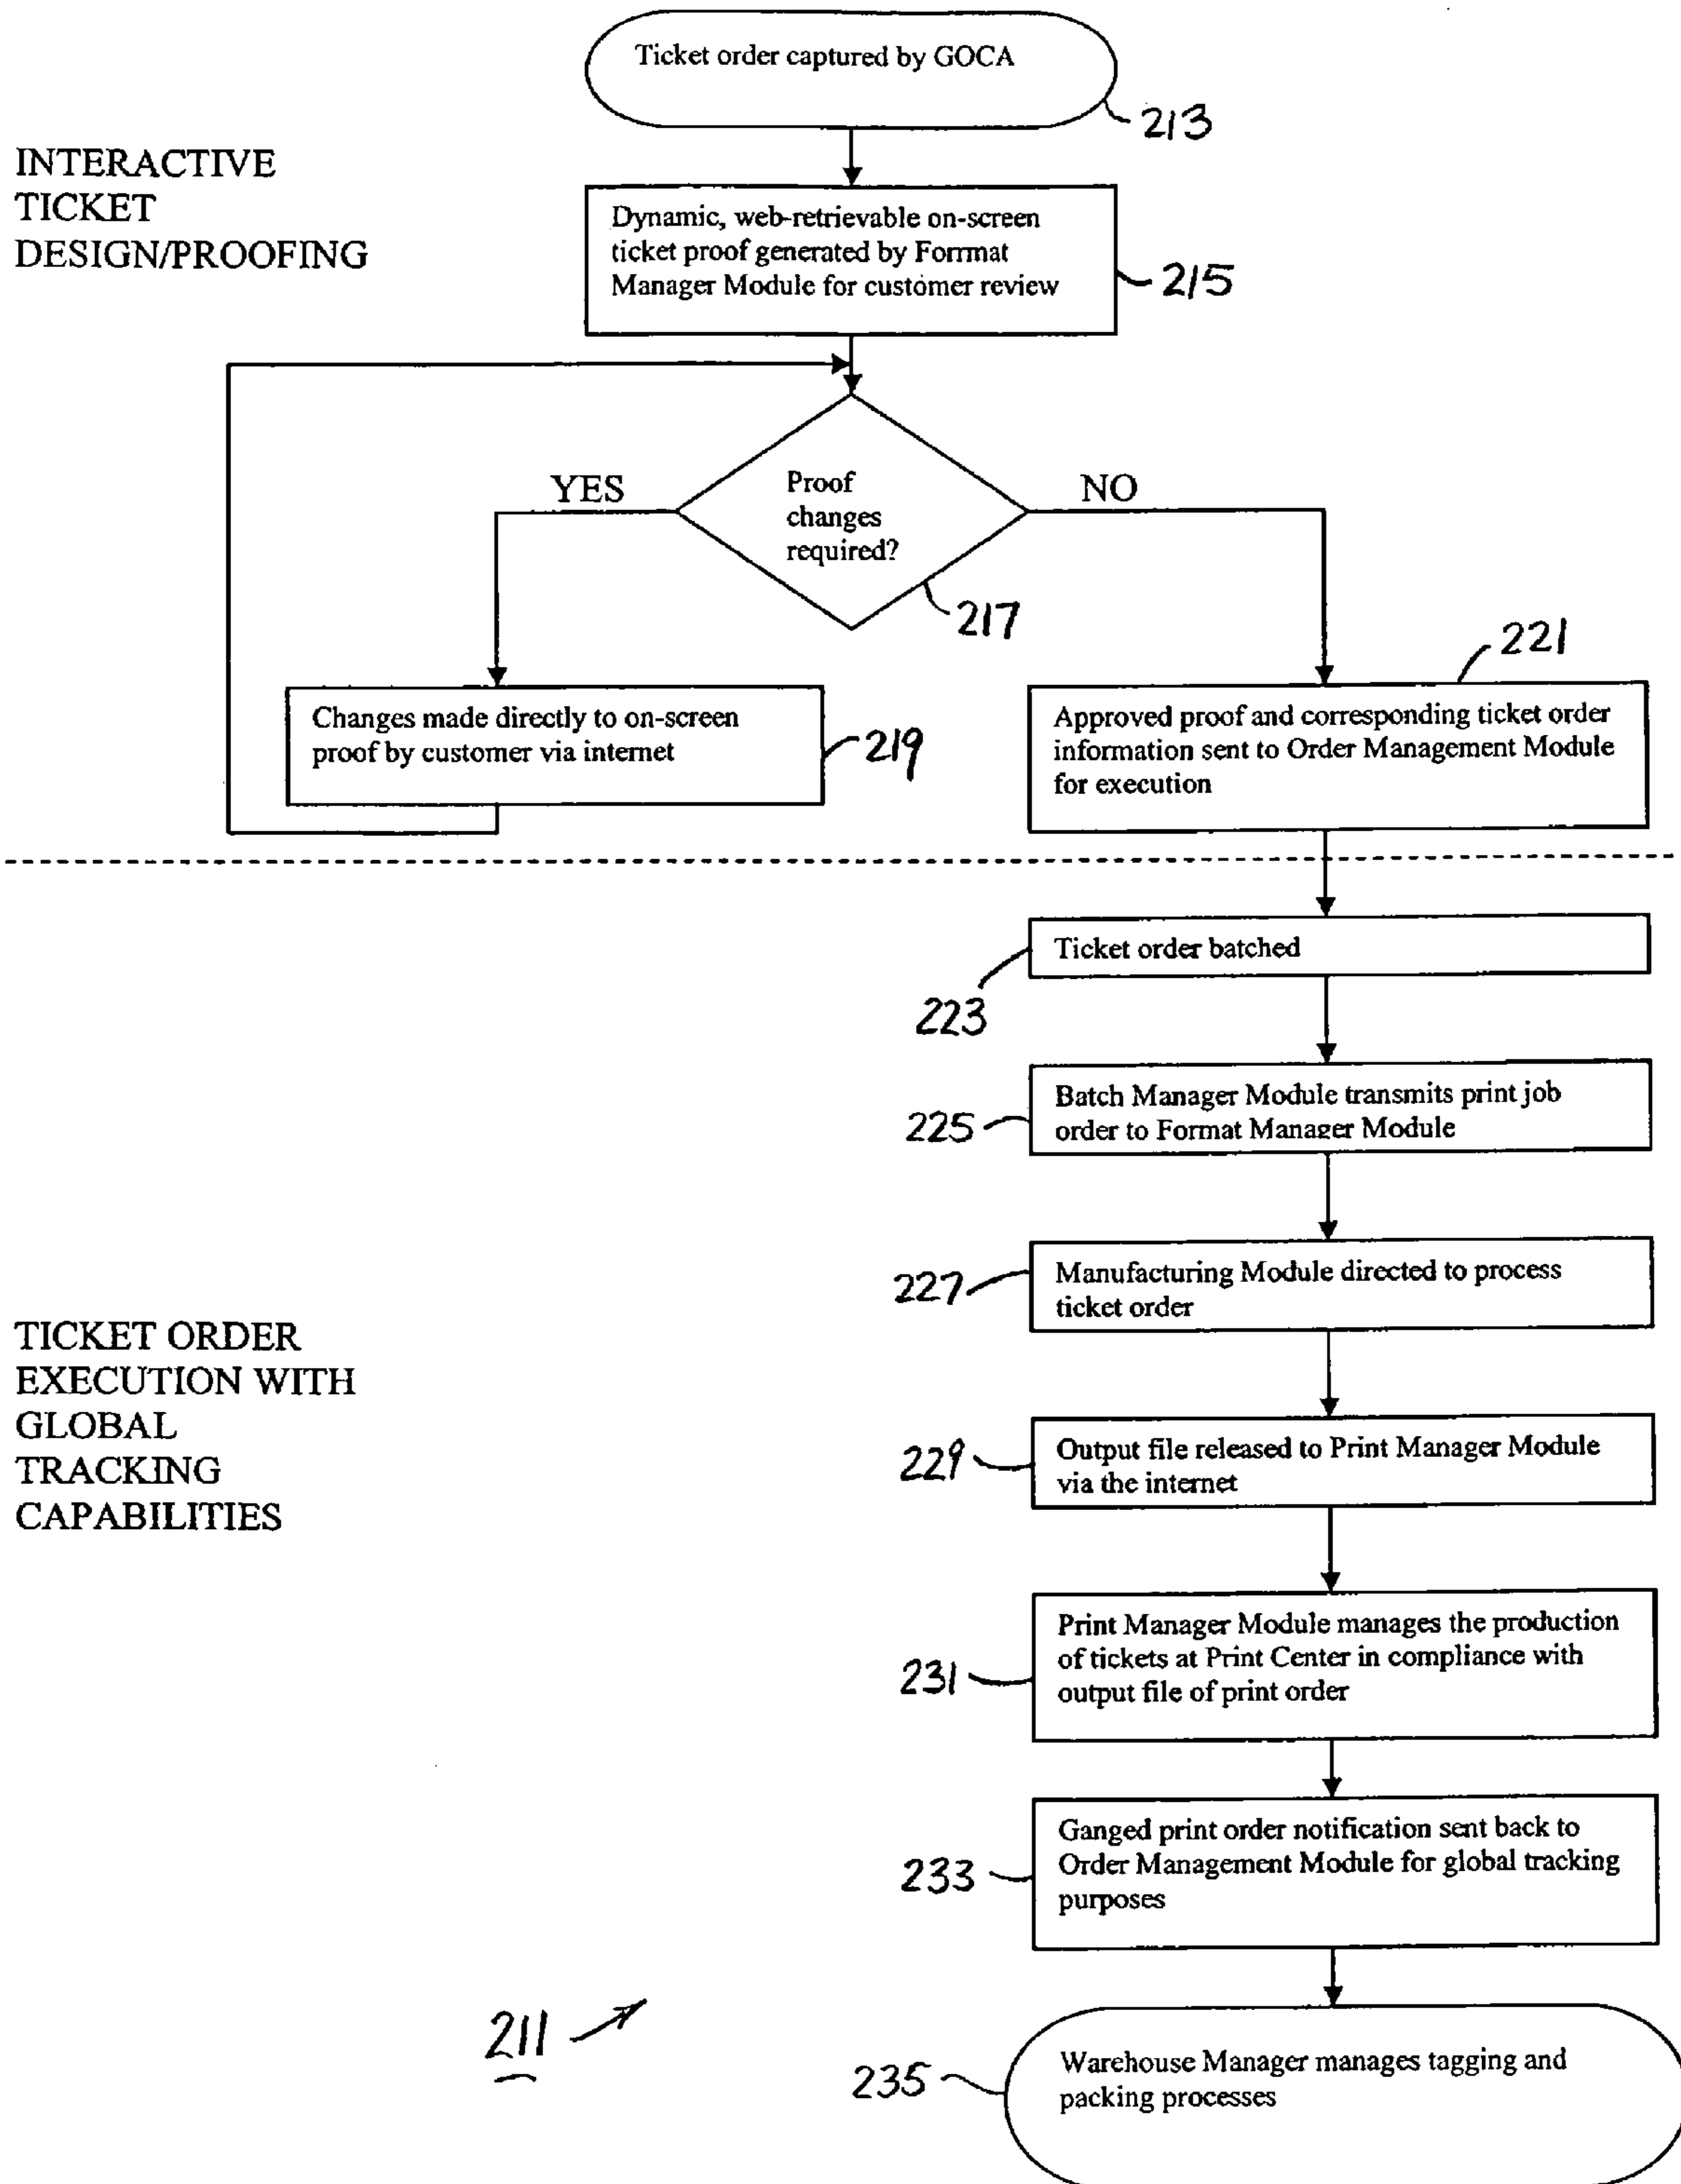 Ticket order captured by GOCA
213
INTERACTIVE
TICKET
DESIGN/PROOFING
Dynamic, web-retrievable on-screen
ticket proof generated by Forrmat
Manager Module for customer review
215
YES
Proof
changes
required?
NO
217
221
Changes made directly to on-screen
proof by customer via internet
219
Approved proof and corresponding ticket order
information sent to Order Management Module
for execution
Ticket order batched
223
Batch Manager Module transmits print job
order to Format Manager Module
225
Manufacturing Module directed to process
ticket order
227
TICKET ORDER
EXECUTION WITH
GLOBAL
TRACKING
CAPABILITIES
Output file released to Print Manager Module
via the internet
229
Print Manager Module manages the production
of tickets at Print Center in compliance with
output file of print order
231
Ganged print order notification sent back to
Order Management Module for global tracking
purposes
233
211
Warehouse Manager manages tagging and
packing processes
235